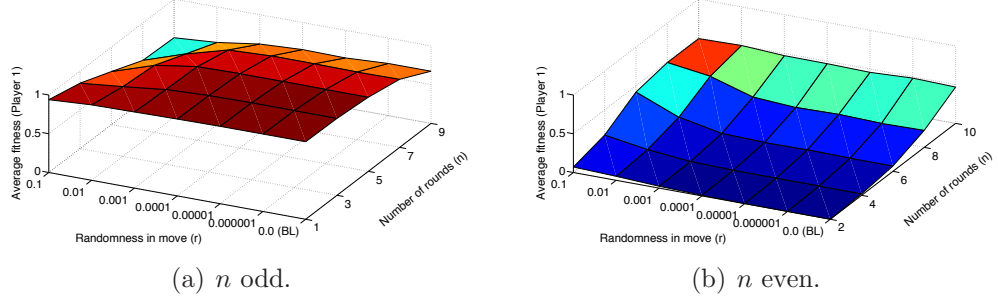 Average fitness (Player 1)
1
0.5
0
0.1
0.01
0.001
0.0001
0.00001
0.000001
0.0 (BL)
Randomness in move (r)
1
3
5
7
9
Number of rounds (n)
(a) n odd.
Average fitness (Player 1)
1
0.5
0
0.1
0.01
0.001
0.0001
0.00001
0.000001
0.0 (BL)
Randomness in move (r)
2
4
6
8
10
Number of rounds (n)
(b) n even.